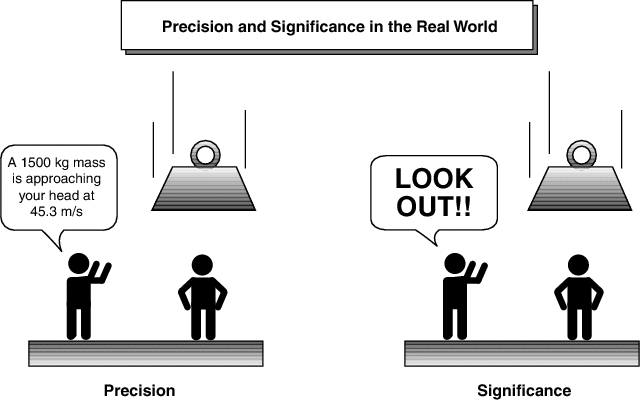 Precision and Significance in the Real World
A 1500 kg mass
is approaching
your head at
45.3 m/s
LOOK
OUT!!
Precision
Significance